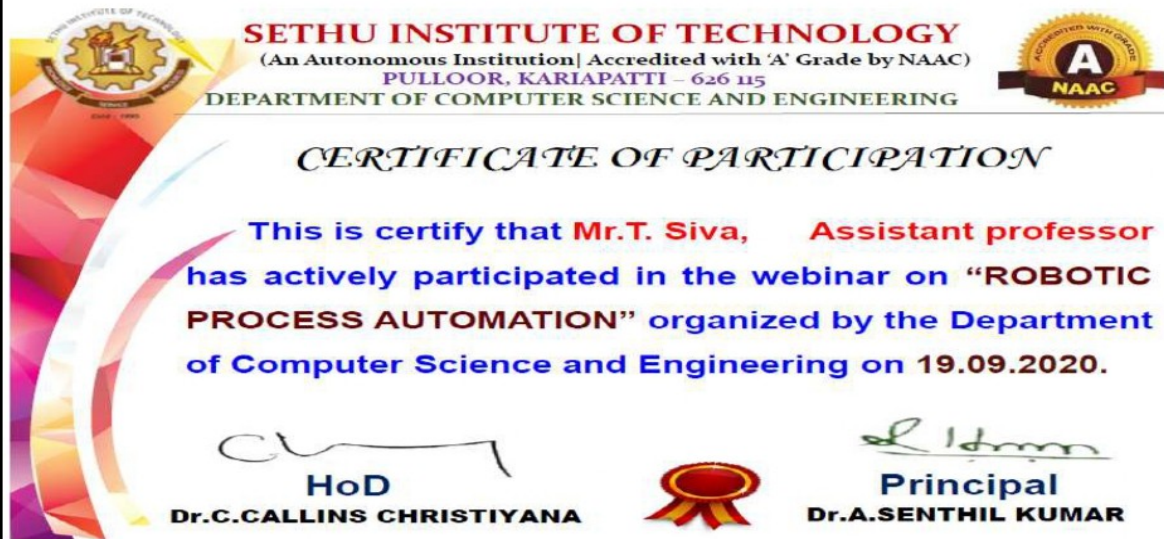 SETHU INSTITUTE OF TECHNOLOGY
(An Autonomous Institution| Accredited with ‘A’ Grade by NAAC)
PULLOOR, KARIAPATTI – 626 115
DEPARTMENT OF COMPUTER SCIENCE AND ENGINEERING
ACCREDITED WITH GRADE
A
NAAC
CERTIFICATE OF PARTICIPATION
This is certify that Mr.T. Siva, Assistant professor
has actively participated in the webinar on “ROBOTIC
PROCESS AUTOMATION” organized by the Department
of Computer Science and Engineering on 19.09.2020.
HoD
Dr.C.CALLINS CHRISTIYANA
Principal
Dr.A.SENTHIL KUMAR